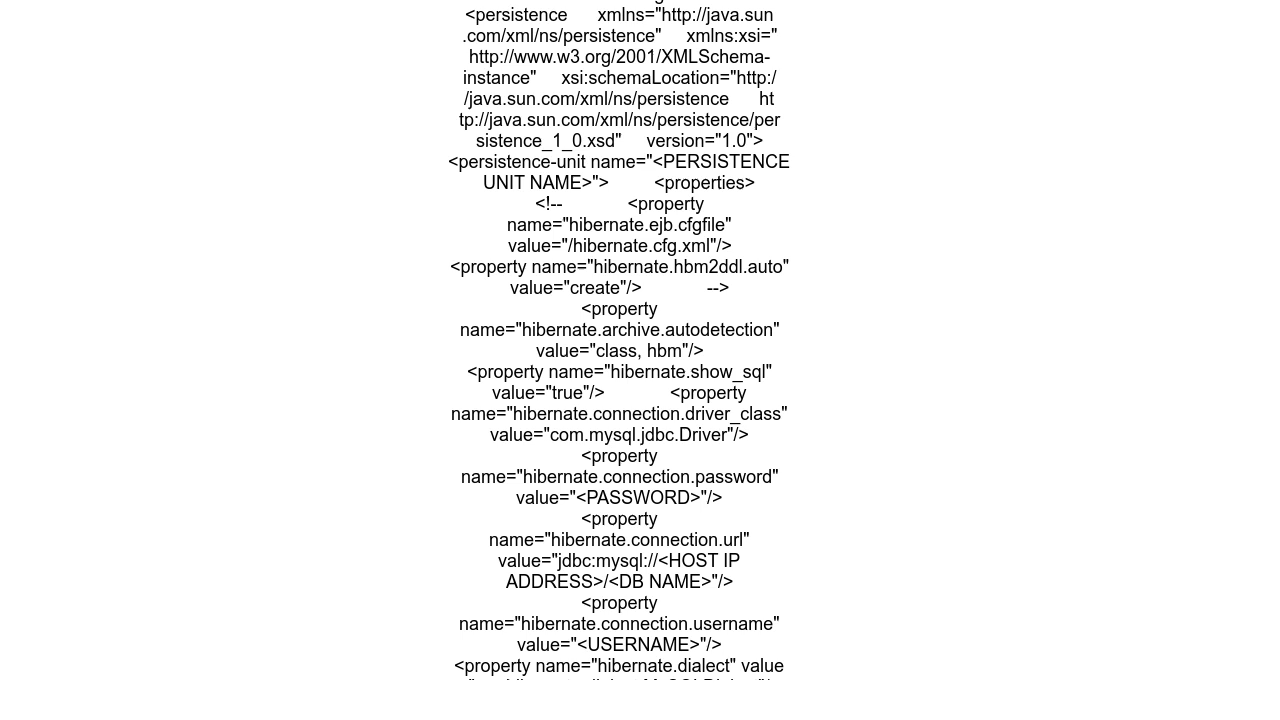 <persistence      xmlns="http://java.sun
.com/xml/ns/persistence"     xmlns:xsi="
http://www.w3.org/2001/XMLSchema-
instance"     xsi:schemaLocation="http:/
/java.sun.com/xml/ns/persistence      ht
tp://java.sun.com/xml/ns/persistence/per
sistence_1_0.xsd"     version="1.0">
<persistence-unit name="<PERSISTENCE
UNIT NAME>">         <properties>
<!--             <property
name="hibernate.ejb.cfgfile"
value="/hibernate.cfg.xml"/>
<property name="hibernate.hbm2ddl.auto"
value="create"/>             -->
<property
name="hibernate.archive.autodetection"
value="class, hbm"/>
<property name="hibernate.show_sql"
value="true"/>             <property
name="hibernate.connection.driver_class"
value="com.mysql.jdbc.Driver"/>
<property
name="hibernate.connection.password"
value="<PASSWORD>"/>
<property
name="hibernate.connection.url"
value="jdbc:mysql://<HOST IP
ADDRESS>/<DB NAME>"/>
<property
name="hibernate.connection.username"
value="<USERNAME>"/>
<property name="hibernate.dialect" value